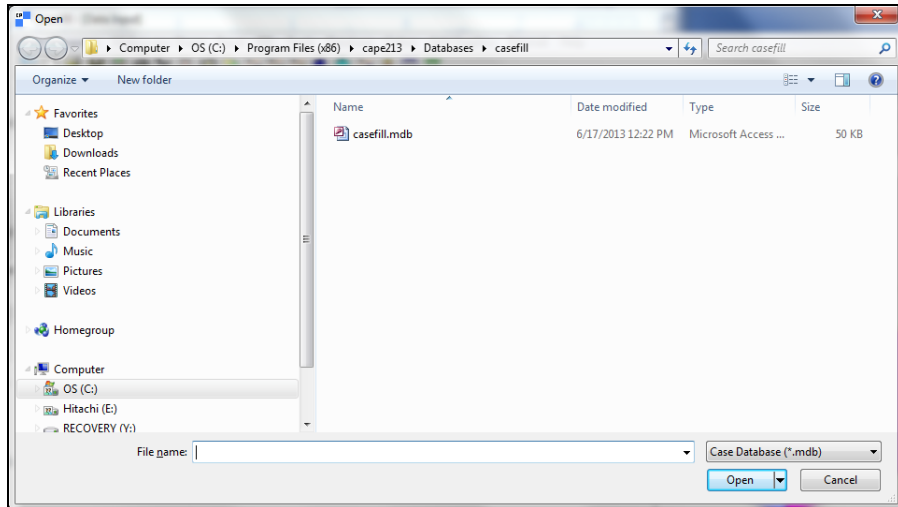 Open
Computer ▸ OS (C:) ▸ Program Files (x86) ▸ cape213 ▸ Databases ▸ casefill
Search casefill
Organize
New folder
Name Date modified Type Size
casefill.mdb 6/17/2013 12:22 PM Microsoft Access ... 50 KB
Favorites
Desktop
Downloads
Recent Places
Libraries
Documents
Music
Pictures
Videos
Homegroup
Computer
OS (C:)
Hitachi (E:)
RECOVERY (Y:)
File name:
Case Database (*.mdb)
Open
Cancel